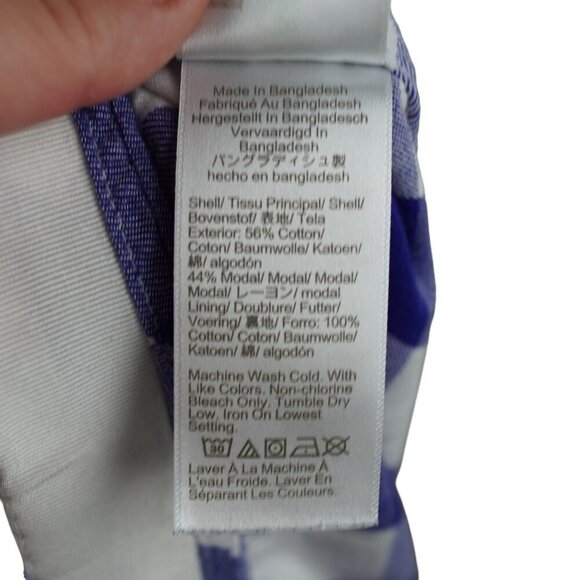 Made In Bangladesh
Fabriqué Au Bangladesh
Hergestellt In Bangladesch
Vervaardigd In
Bangladesh
バングラディシュ製
hecho en bangladesh
Shell/ Tissu Principal/ Shell/
Bovenstof/ 表地/ Tela
Exterior: 56% Cotton/
Coton/ Baumwolle/ Katoen/
綿/ algodón
44% Modal/ Modal/ Modal/
Modal/ レーヨン/ modal
Lining/ Doublure/ Futter/
Voering/ 裏地/ Forro: 100%
Cotton/ Coton/ Baumwolle/
Katoen/ 綿/ algodón
Machine Wash Cold. With
Like Colors. Non-chlorine
Bleach Only. Tumble Dry
Low. Iron On Lowest
Setting.
30
Laver À La Machine À
L'eau Froide. Laver En
Séparant Les Couleurs.